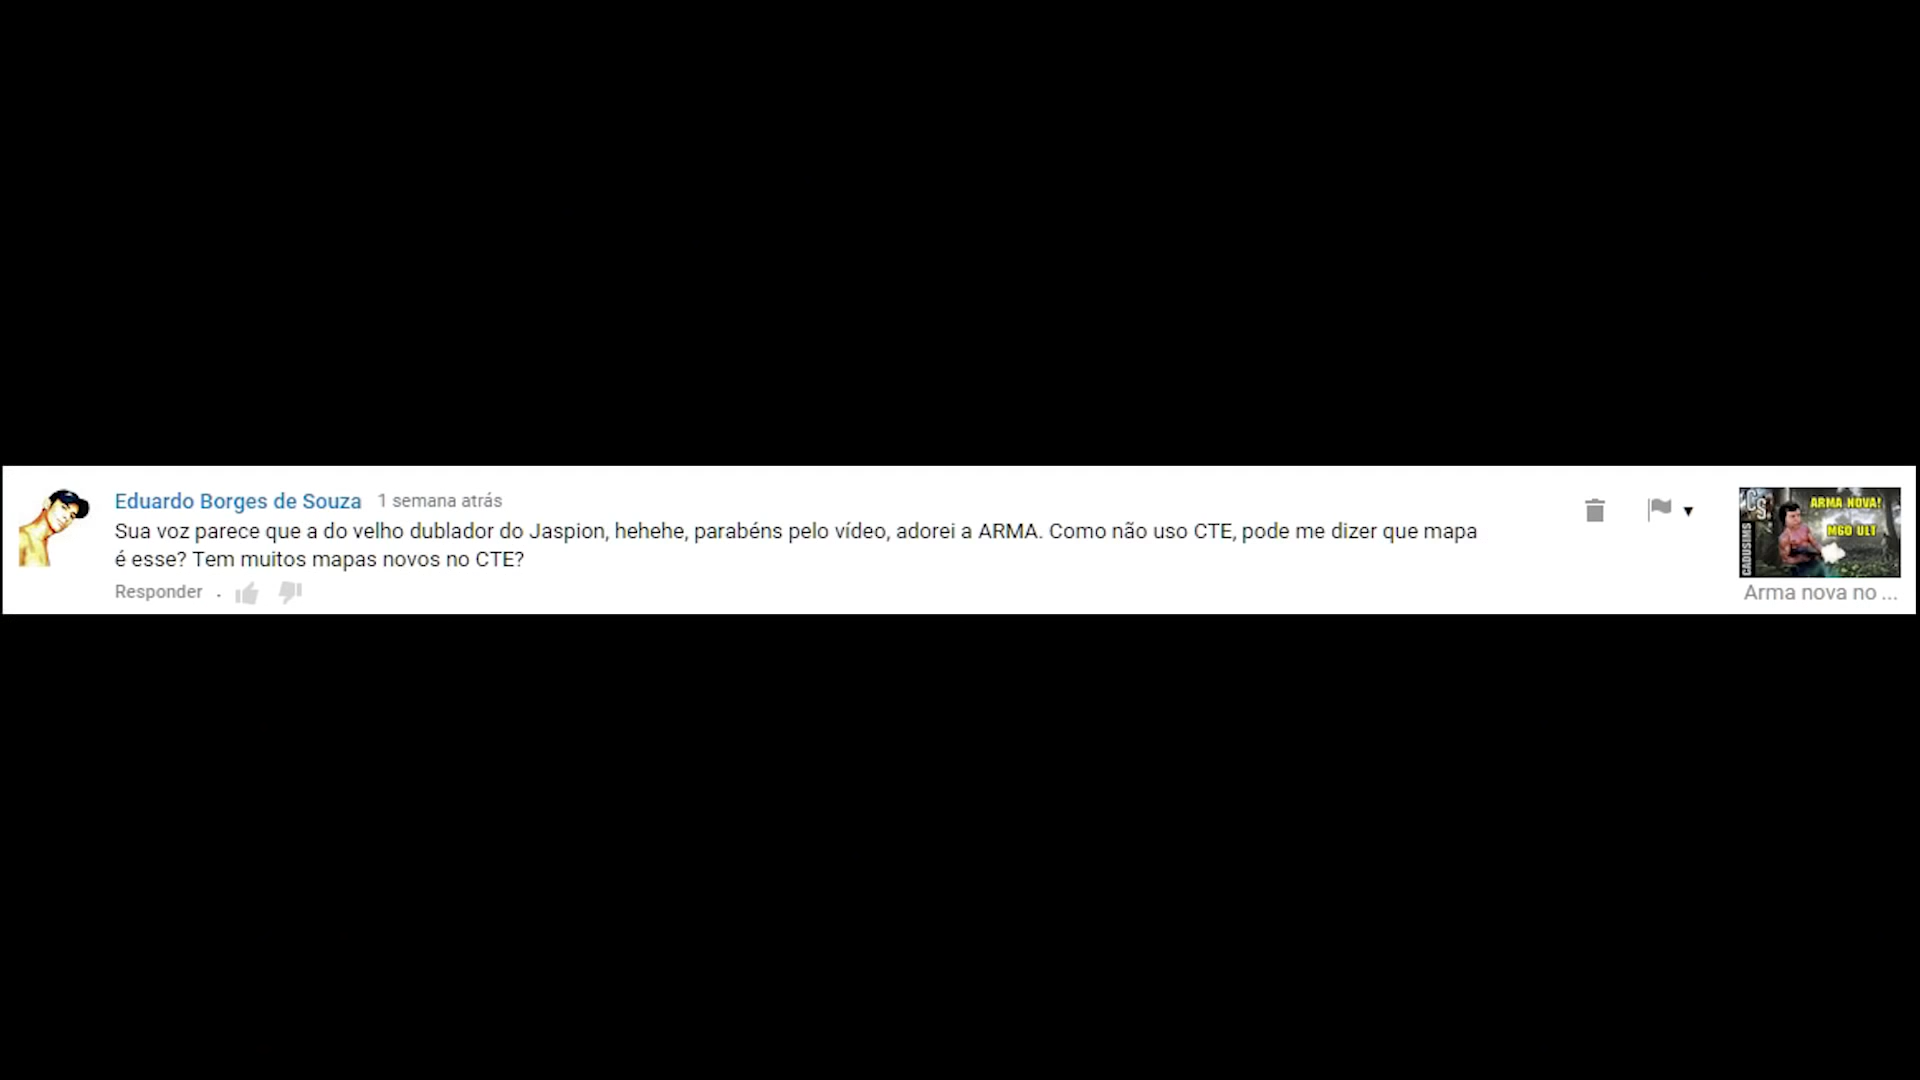 Eduardo Borges de Souza 1 semana atrás
Sua voz parece que a do velho dublador do Jaspion, hehehe, parabéns pelo vídeo, adorei a ARMA. Como não uso CTE, pode me dizer que mapa
é esse? Tem muitos mapas novos no CTE?
Responder .
CS
ARMA NOVA!
M60 ULT
CADUSIMS
Arma nova no ...